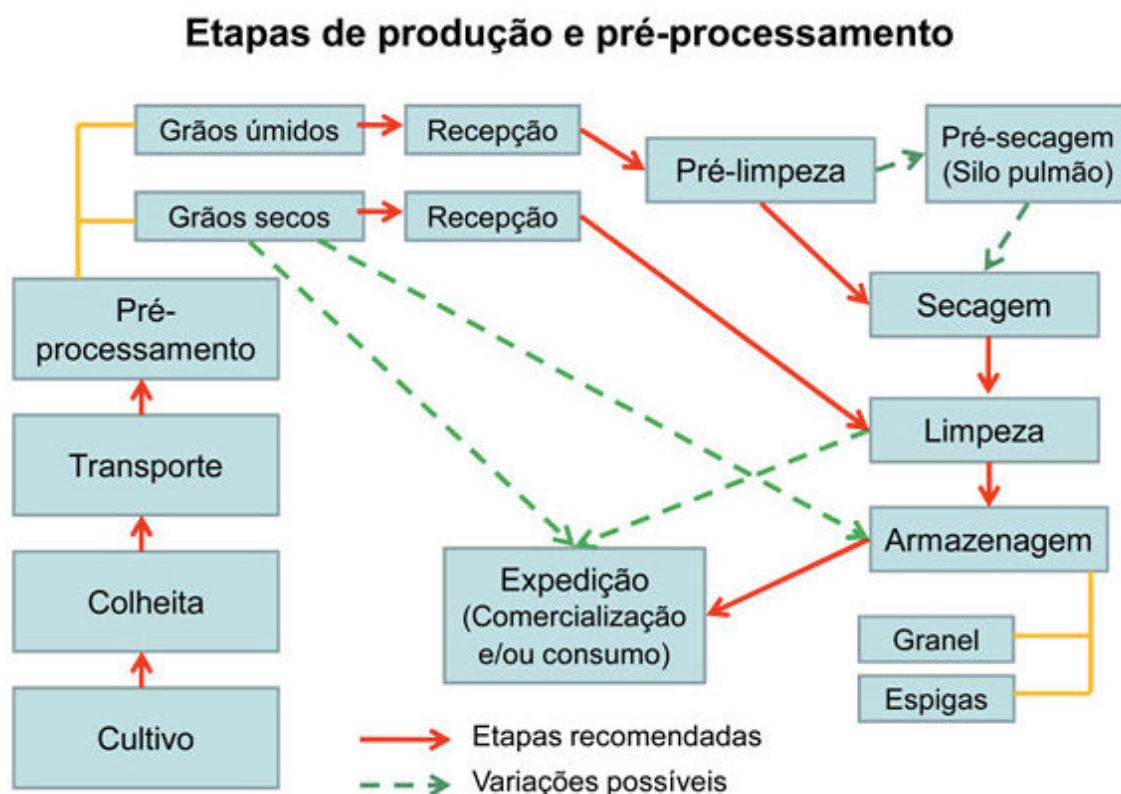 Etapas de produção e pré-processamento
Grãos úmidos
Recepção
Pré-limpeza
Pré-secagem
(Silo pulmão)
Grãos secos
Recepção
Pré-
processamento
Secagem
Transporte
Limpeza
Armazenagem
Colheita
Expedição
(Comercialização
e/ou consumo)
Granel
Espigas
Cultivo
Etapas recomendadas
Variações possíveis